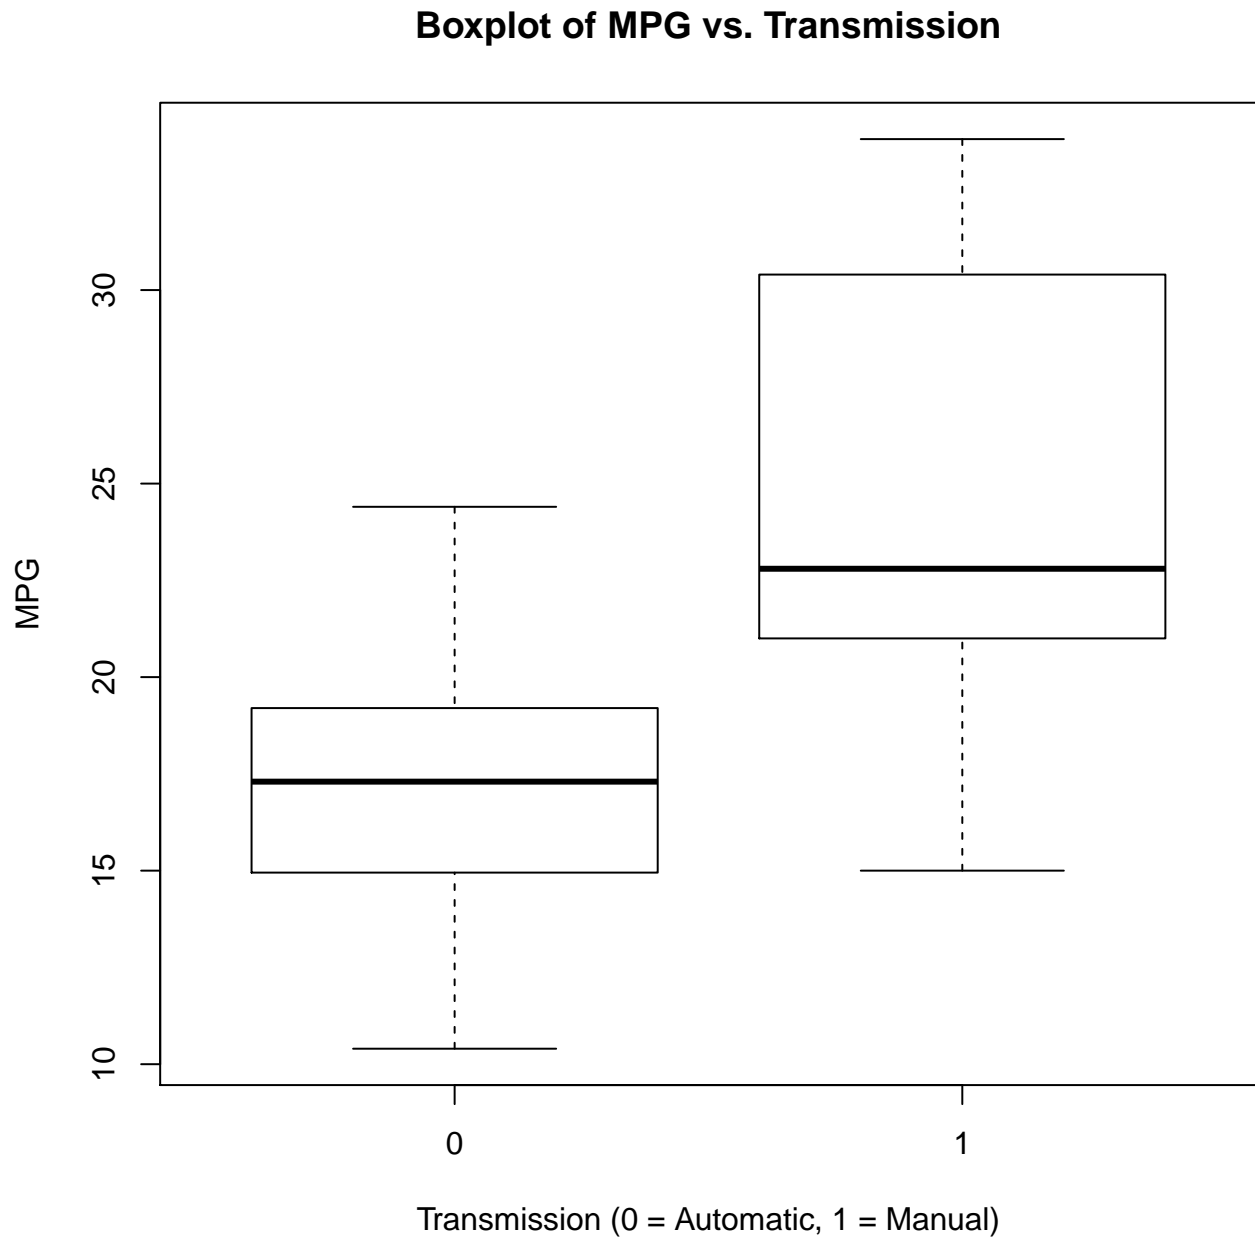 Boxplot of MPG vs. Transmission
MPG
30
25
20
15
10
0
1
Transmission (0 = Automatic, 1 = Manual)